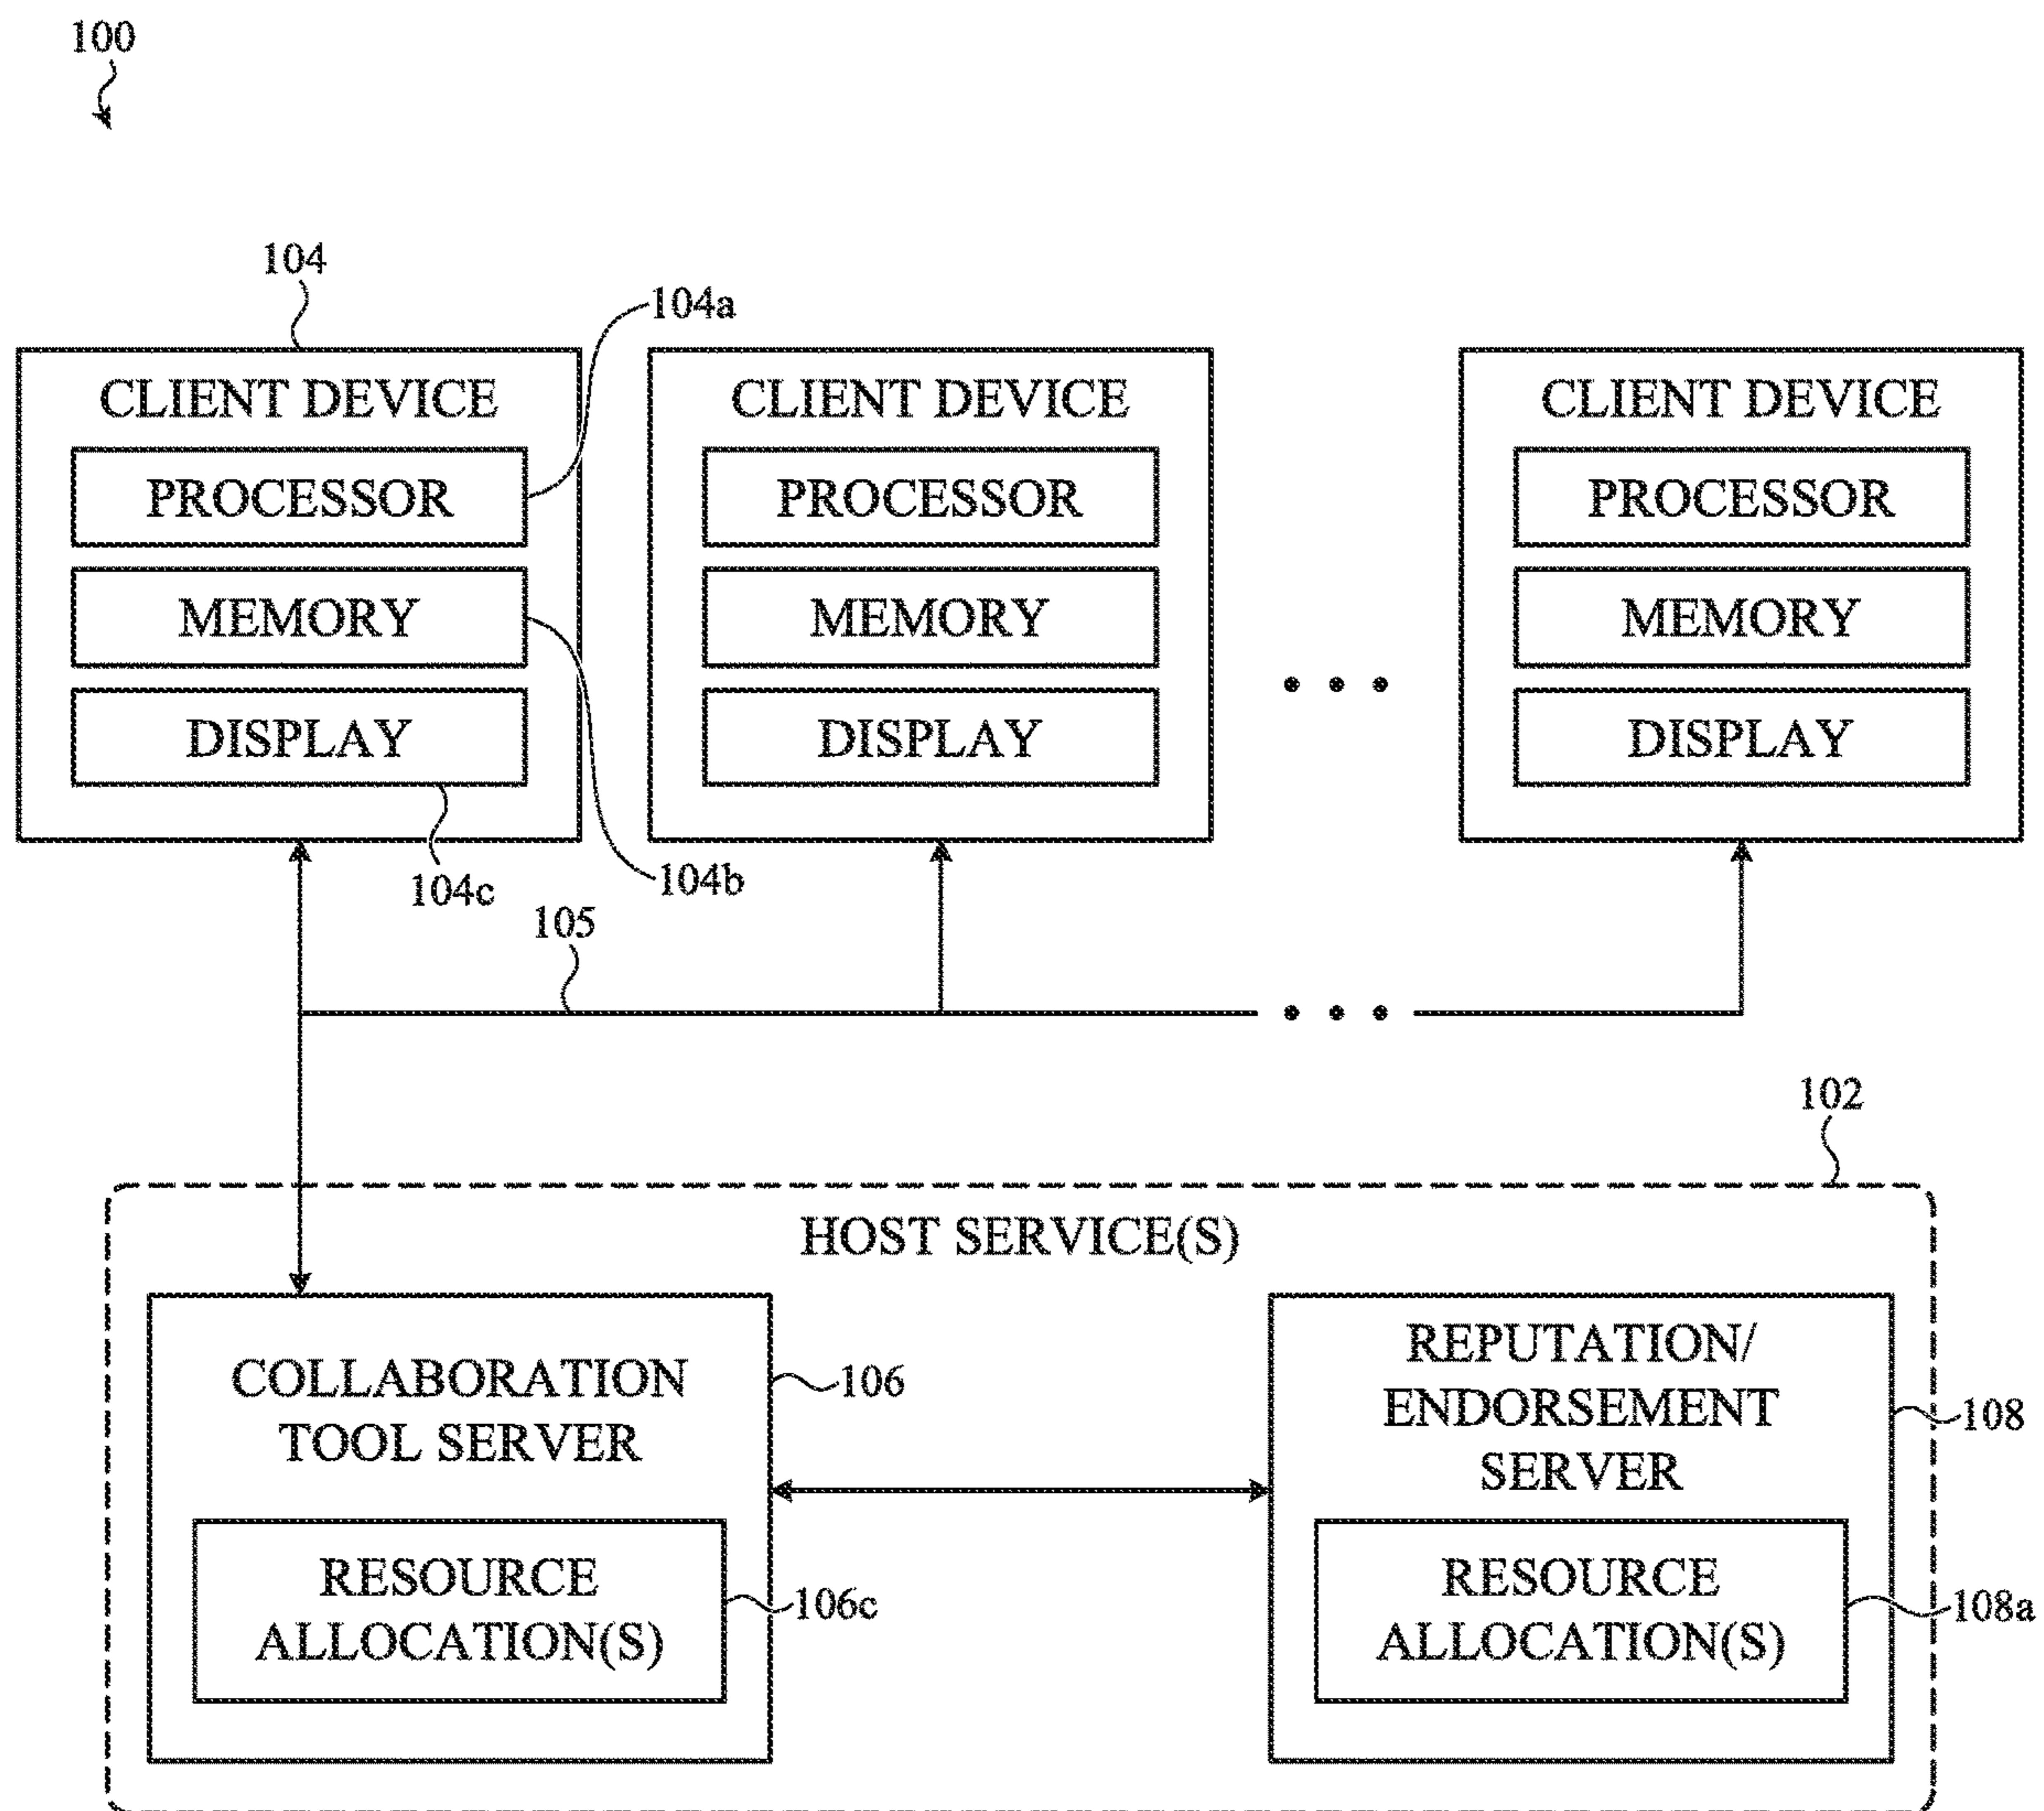 100
104
104a
CLIENT DEVICE
PROCESSOR
MEMORY
DISPLAY
CLIENT DEVICE
PROCESSOR
MEMORY
DISPLAY
CLIENT DEVICE
PROCESSOR
MEMORY
DISPLAY
104c
104b
105
102
HOST SERVICE(S)
COLLABORATION
TOOL SERVER
106
RESOURCE
ALLOCATION(S)
106c
REPUTATION/
ENDORSEMENT
SERVER
108
RESOURCE
ALLOCATION(S)
108a